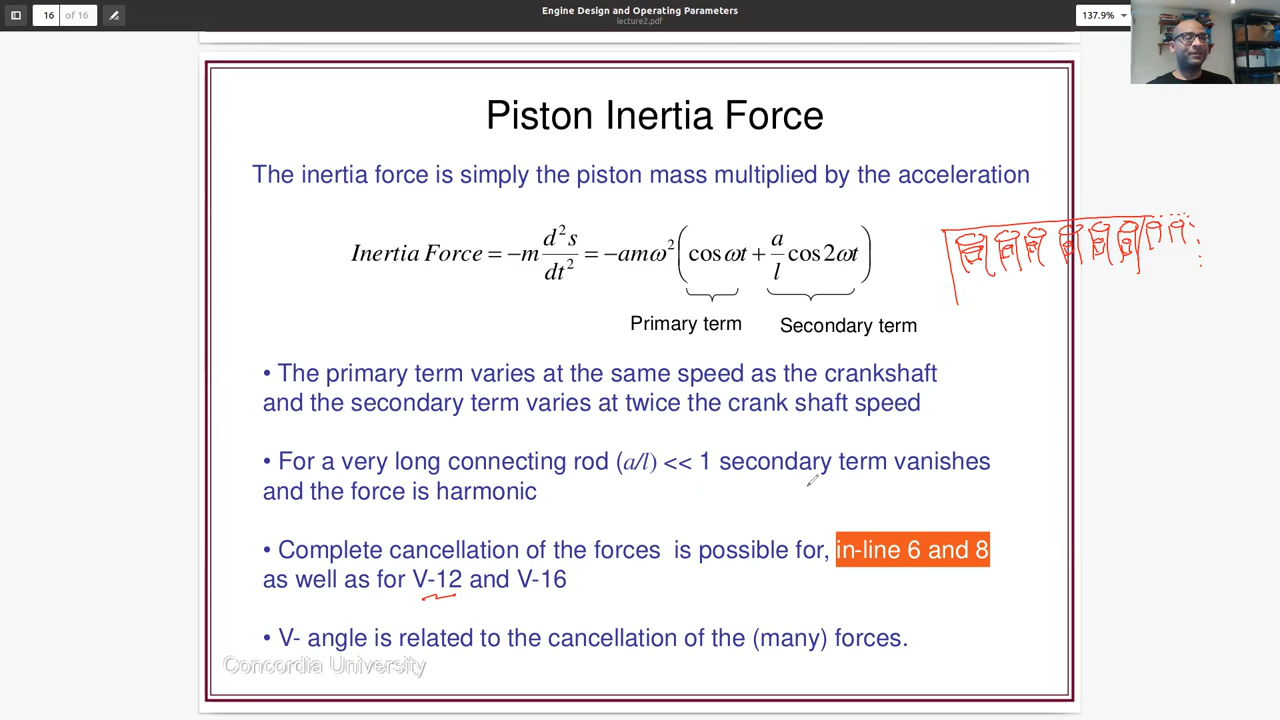 16 of 16
Engine Design and Operating Parameters
lecture2.pdf
137.9%
Piston Inertia Force
The inertia force is simply the piston mass multiplied by the acceleration
Inertia Force = −m d²s/dt² = −amω² (cos ωt + a/l cos 2ωt)
Primary term
Secondary term
• The primary term varies at the same speed as the crankshaft
and the secondary term varies at twice the crank shaft speed
• For a very long connecting rod (a/l) << 1 secondary term vanishes
and the force is harmonic
• Complete cancellation of the forces is possible for, in-line 6 and 8
as well as for V-12 and V-16
• V- angle is related to the cancellation of the (many) forces.
Concordia University